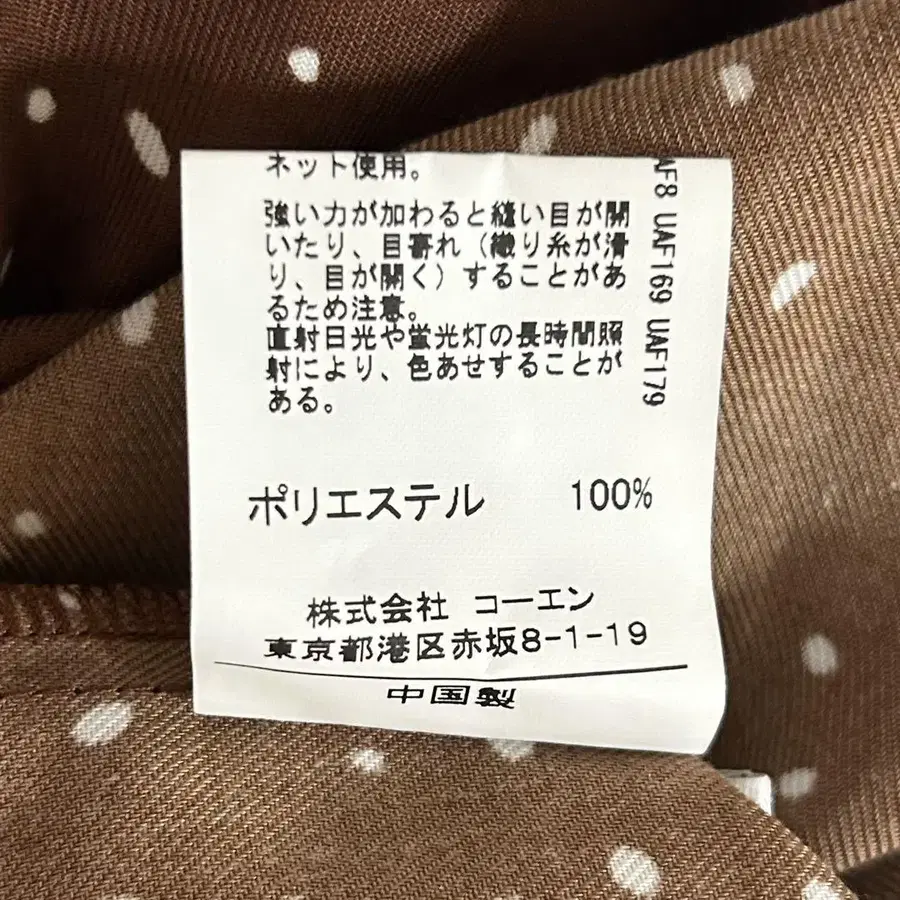 ネット使用。
強い力が加わると縫い目が開
いたり、目寄れ（織り糸が滑
り、目が開く）することがあ
るため注意。
直射日光や蛍光灯の長時間照
射により、色あせすることが
ある。
AF8 UAF169 UAF179
ポリエステル 100%
株式会社 コーエン
東京都港区赤坂8-1-19
中国製